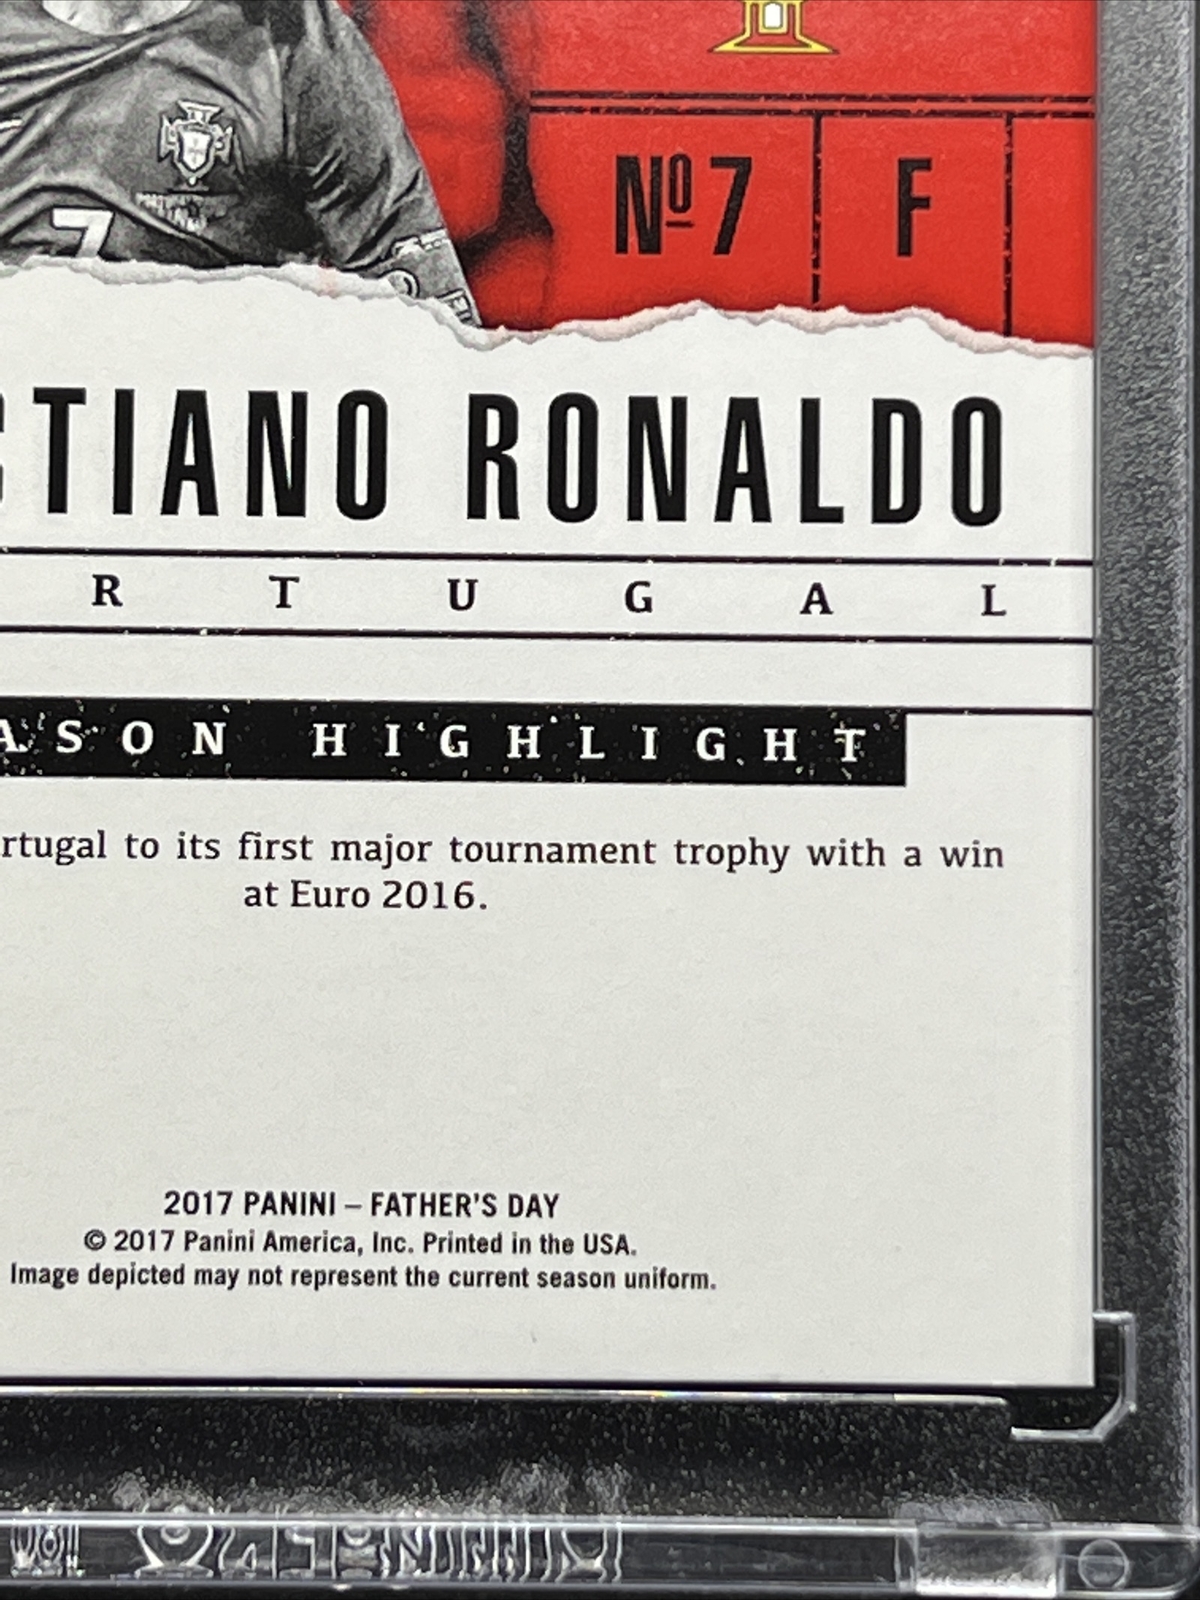 Nº7 F
7
STIANO RONALDO
R T U G A L
ASON HIGHLIGHT
rtugal to its first major tournament trophy with a win
at Euro 2016.
2017 PANINI – FATHER'S DAY
© 2017 Panini America, Inc. Printed in the USA.
Image depicted may not represent the current season uniform.